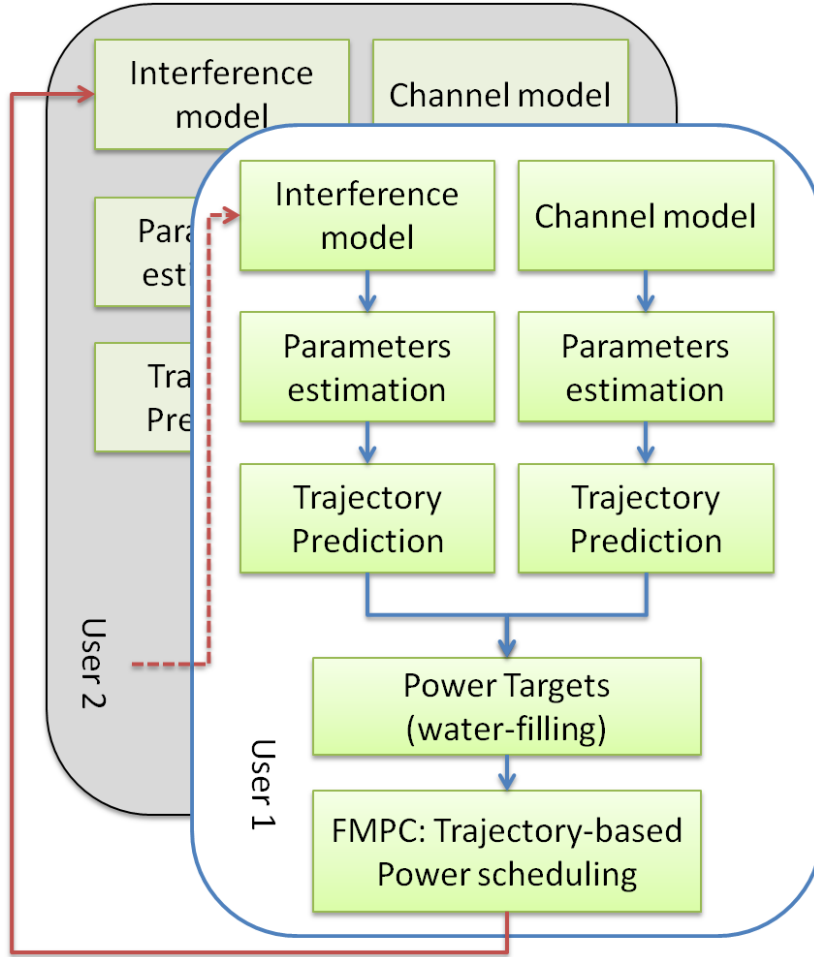 Interference
model
Channel model
Interference
model
Channel model
Parameters
estimation
Parameters
estimation
Trajectory
Prediction
Trajectory
Prediction
User 2
Power Targets
(water-filling)
User 1
FMPC: Trajectory-based
Power scheduling